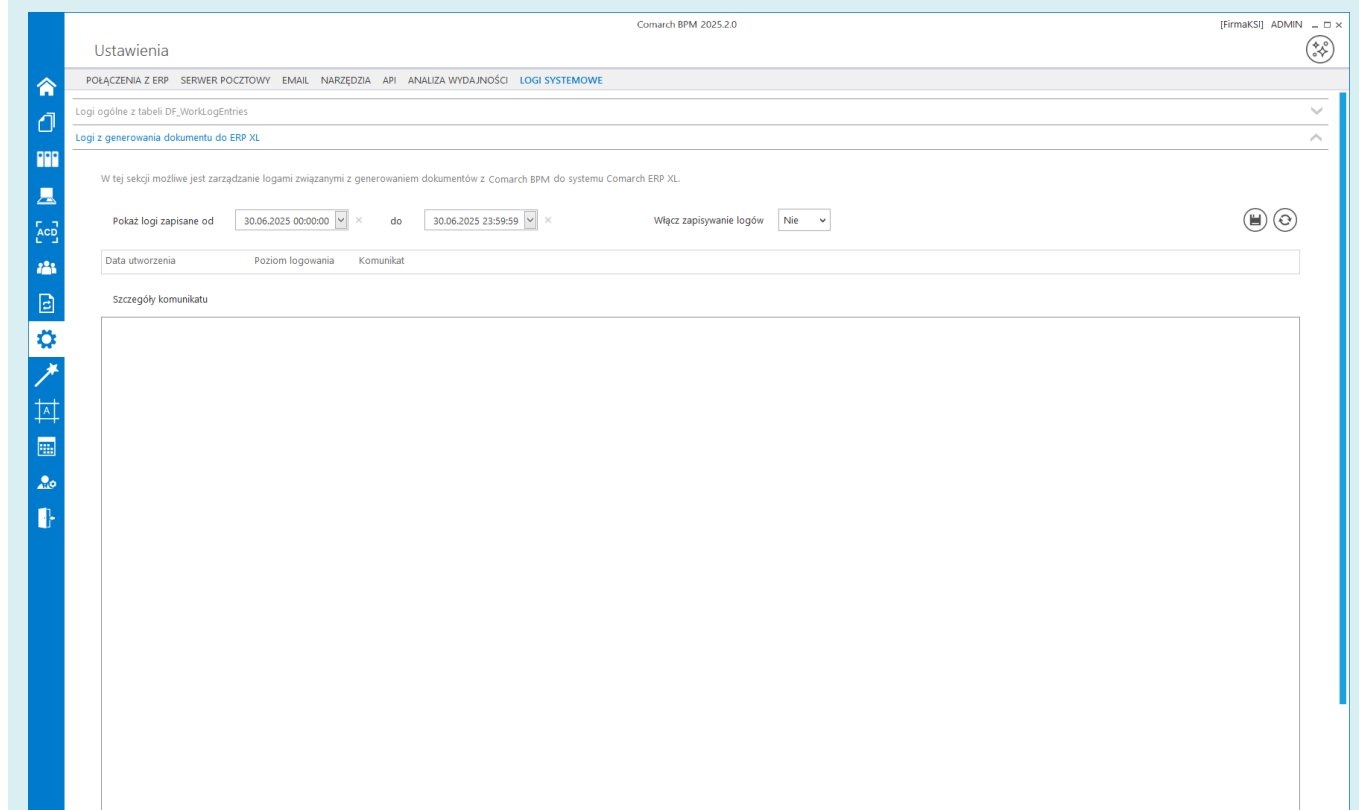 Comarch BPM 2025.2.0
[FirmaKSI] ADMIN
Ustawienia
POŁĄCZENIA Z ERP SERWER POCZTOWY EMAIL NARZĘDZIA API ANALIZA WYDAJNOŚCI LOGI SYSTEMOWE
Logi ogólne z tabeli DF_WorkLogEntries
Logi z generowania dokumentu do ERP XL
W tej sekcji możliwe jest zarządzanie logami związanymi z generowaniem dokumentów z Comarch BPM do systemu Comarch ERP XL.
Pokaż logi zapisane od 30.06.2025 00:00:00 do 30.06.2025 23:59:59 Włącz zapisywanie logów Nie
Data utworzenia Poziom logowania Komunikat
Szczegóły komunikatu
ACD
A